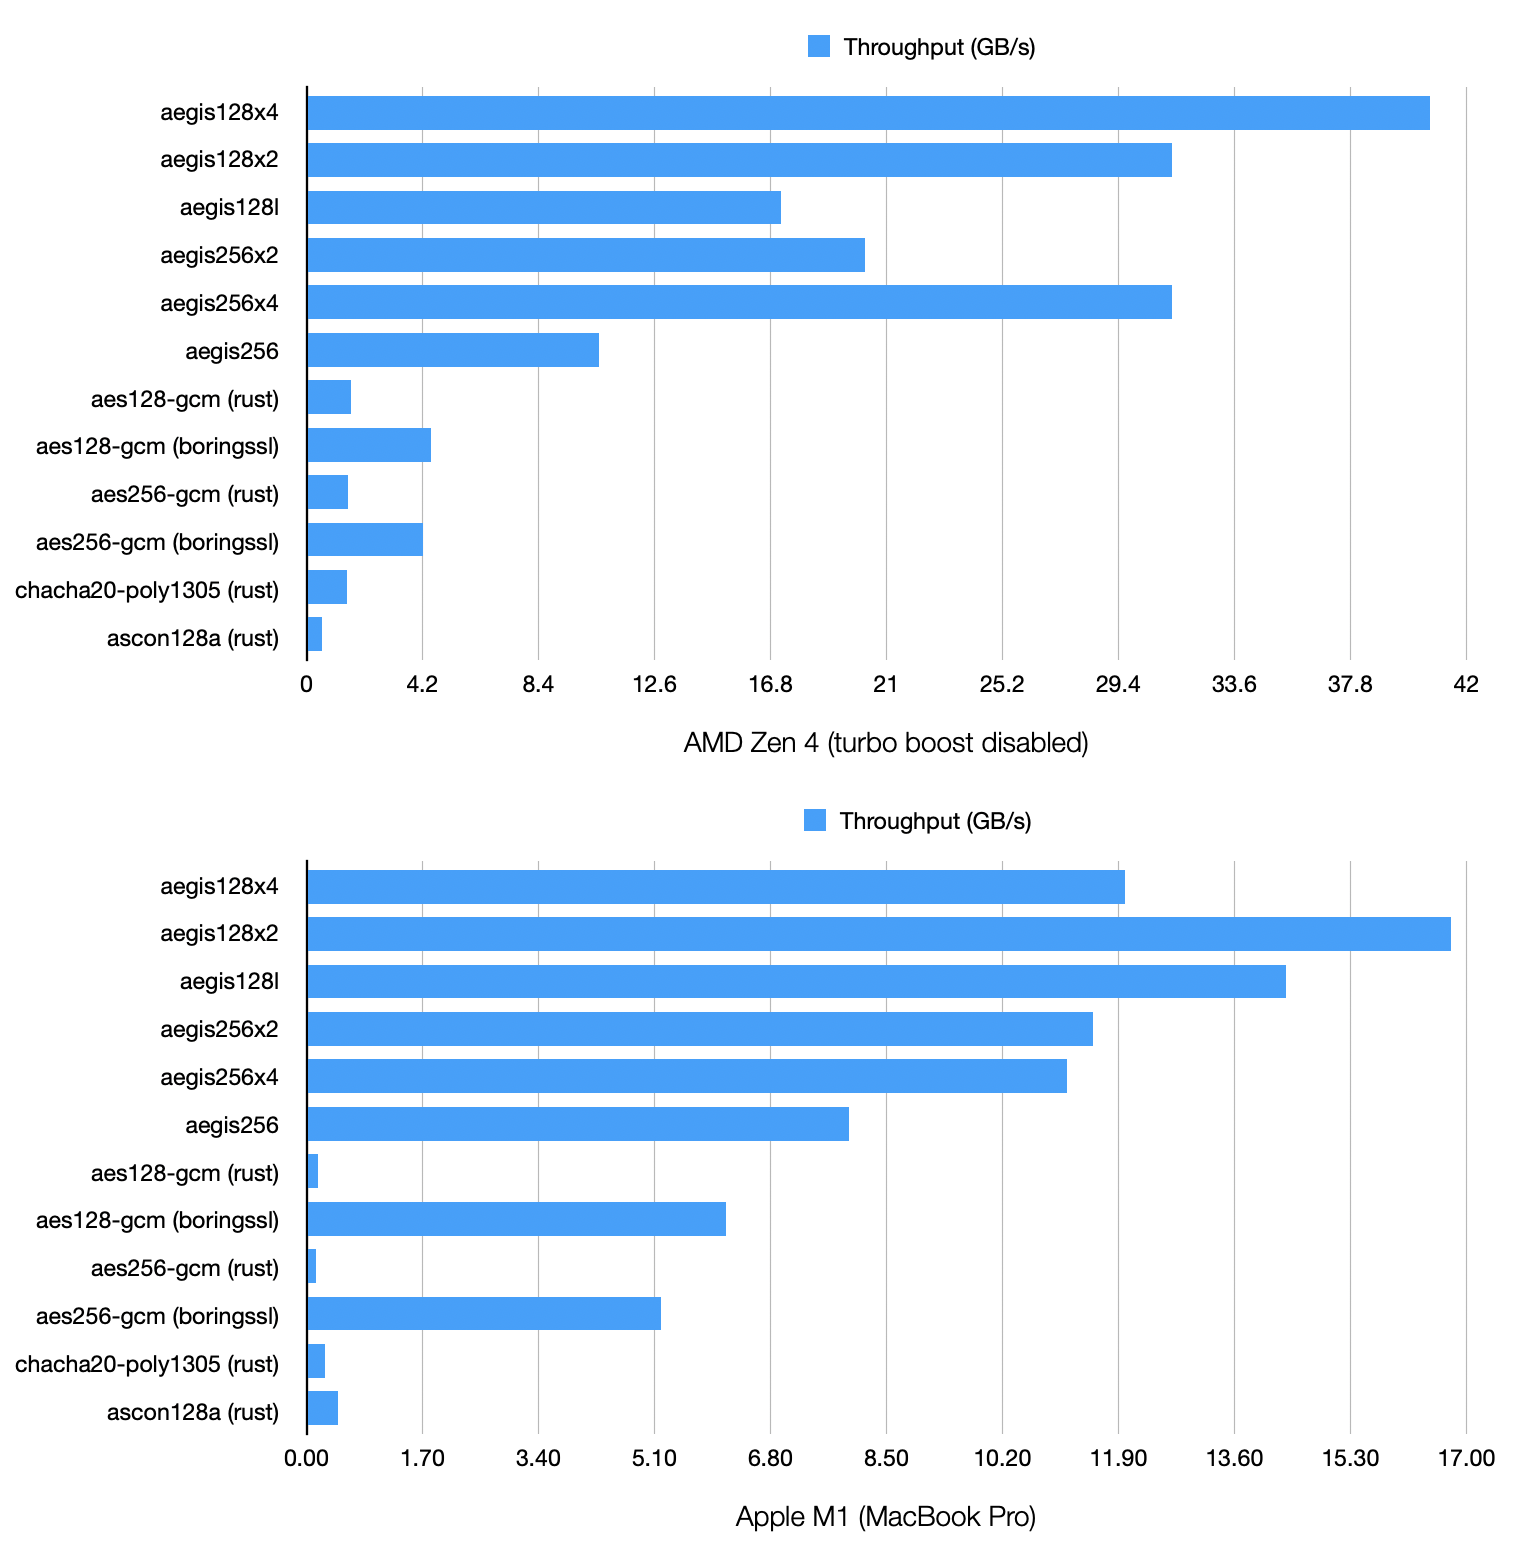 Throughput (GB/s)
aegis128x4
aegis128x2
aegis128l
aegis256x2
aegis256x4
aegis256
aes128-gcm (rust)
aes128-gcm (boringssl)
aes256-gcm (rust)
aes256-gcm (boringssl)
chacha20-poly1305 (rust)
ascon128a (rust)
0 4.2 8.4 12.6 16.8 21 25.2 29.4 33.6 37.8 42
AMD Zen 4 (turbo boost disabled)
Throughput (GB/s)
aegis128x4
aegis128x2
aegis128l
aegis256x2
aegis256x4
aegis256
aes128-gcm (rust)
aes128-gcm (boringssl)
aes256-gcm (rust)
aes256-gcm (boringssl)
chacha20-poly1305 (rust)
ascon128a (rust)
0.00 1.70 3.40 5.10 6.80 8.50 10.20 11.90 13.60 15.30 17.00
Apple M1 (MacBook Pro)